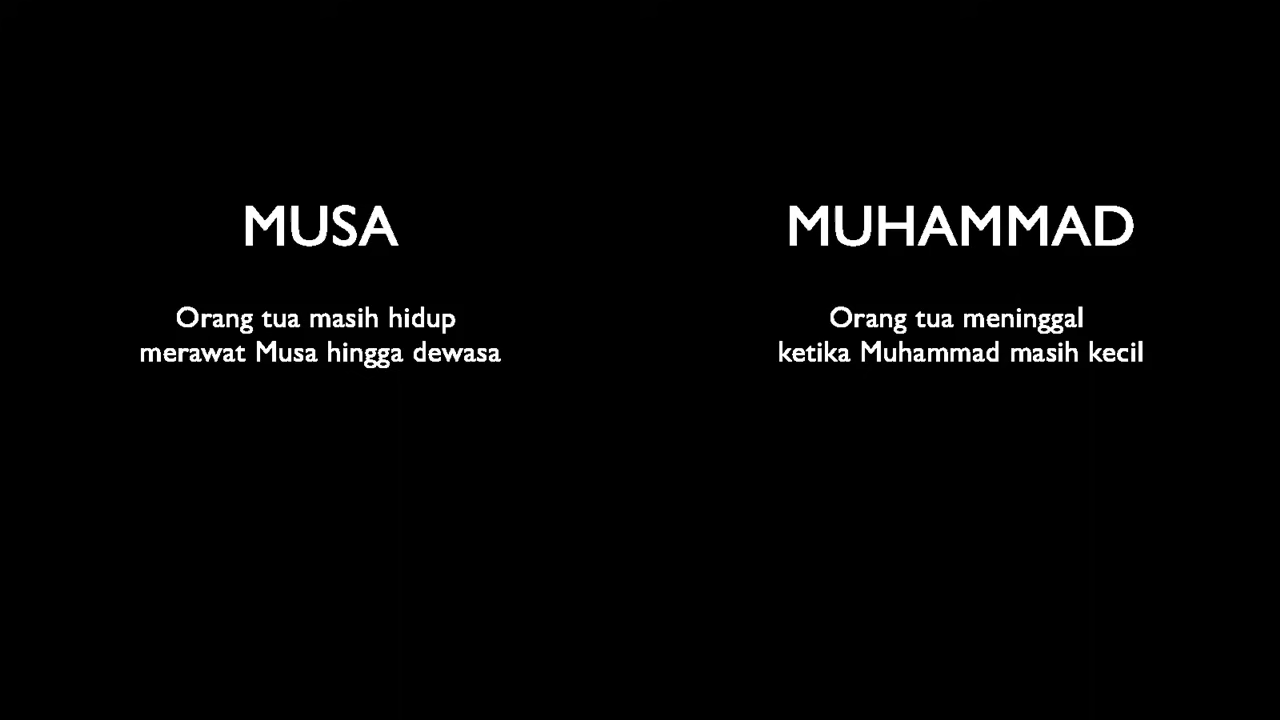 MUSA
Orang tua masih hidup
merawat Musa hingga dewasa
MUHAMMAD
Orang tua meninggal
ketika Muhammad masih kecil